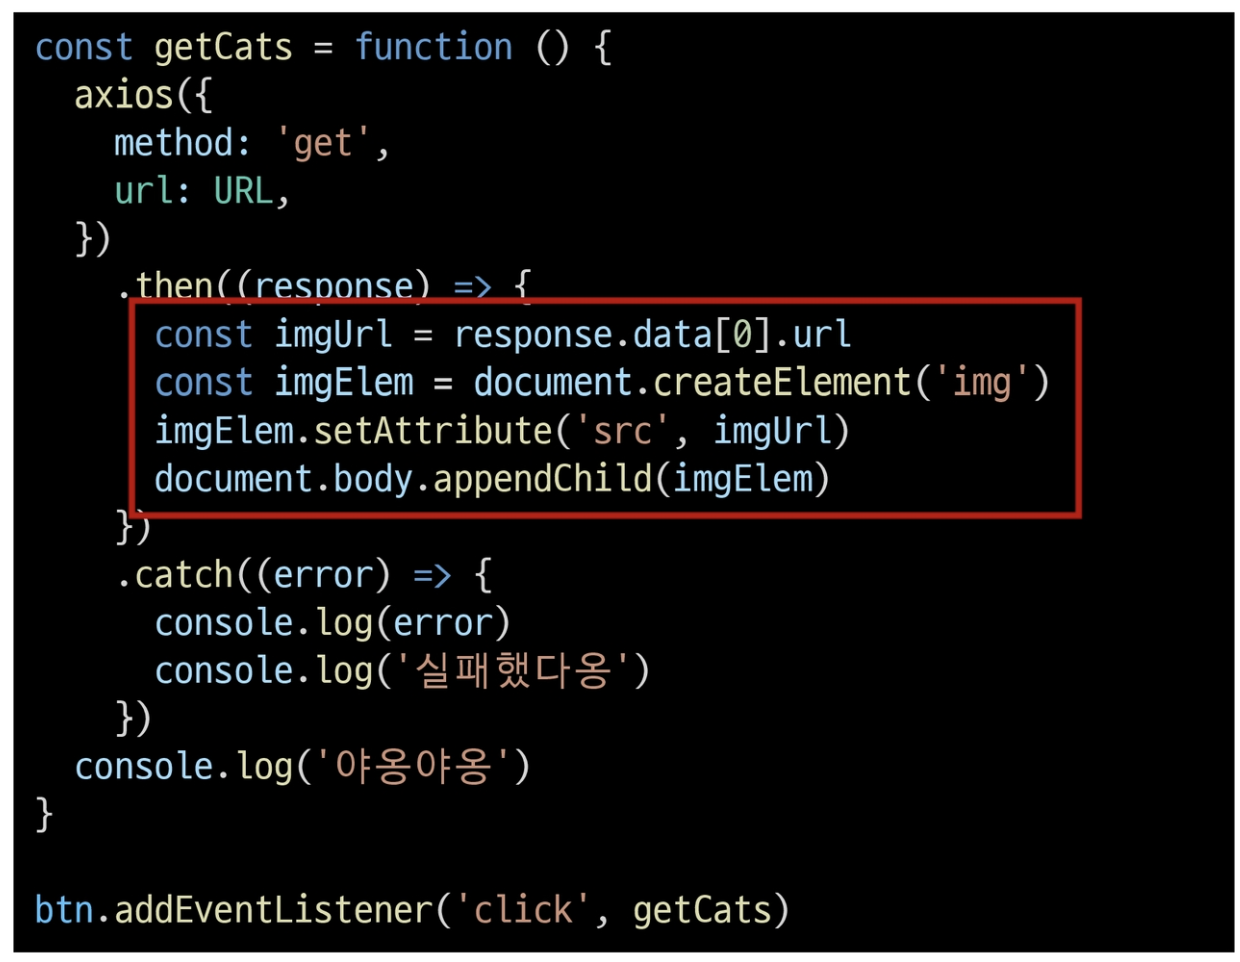 const getCats = function () {
  axios({
    method: 'get',
    url: URL,
  })
    .then((response) => {
      const imgUrl = response.data[0].url
      const imgElem = document.createElement('img')
      imgElem.setAttribute('src', imgUrl)
      document.body.appendChild(imgElem)
    })
    .catch((error) => {
      console.log(error)
      console.log('실패했다옹')
    })
  console.log('야옹야옹')
}

btn.addEventListener('click', getCats)